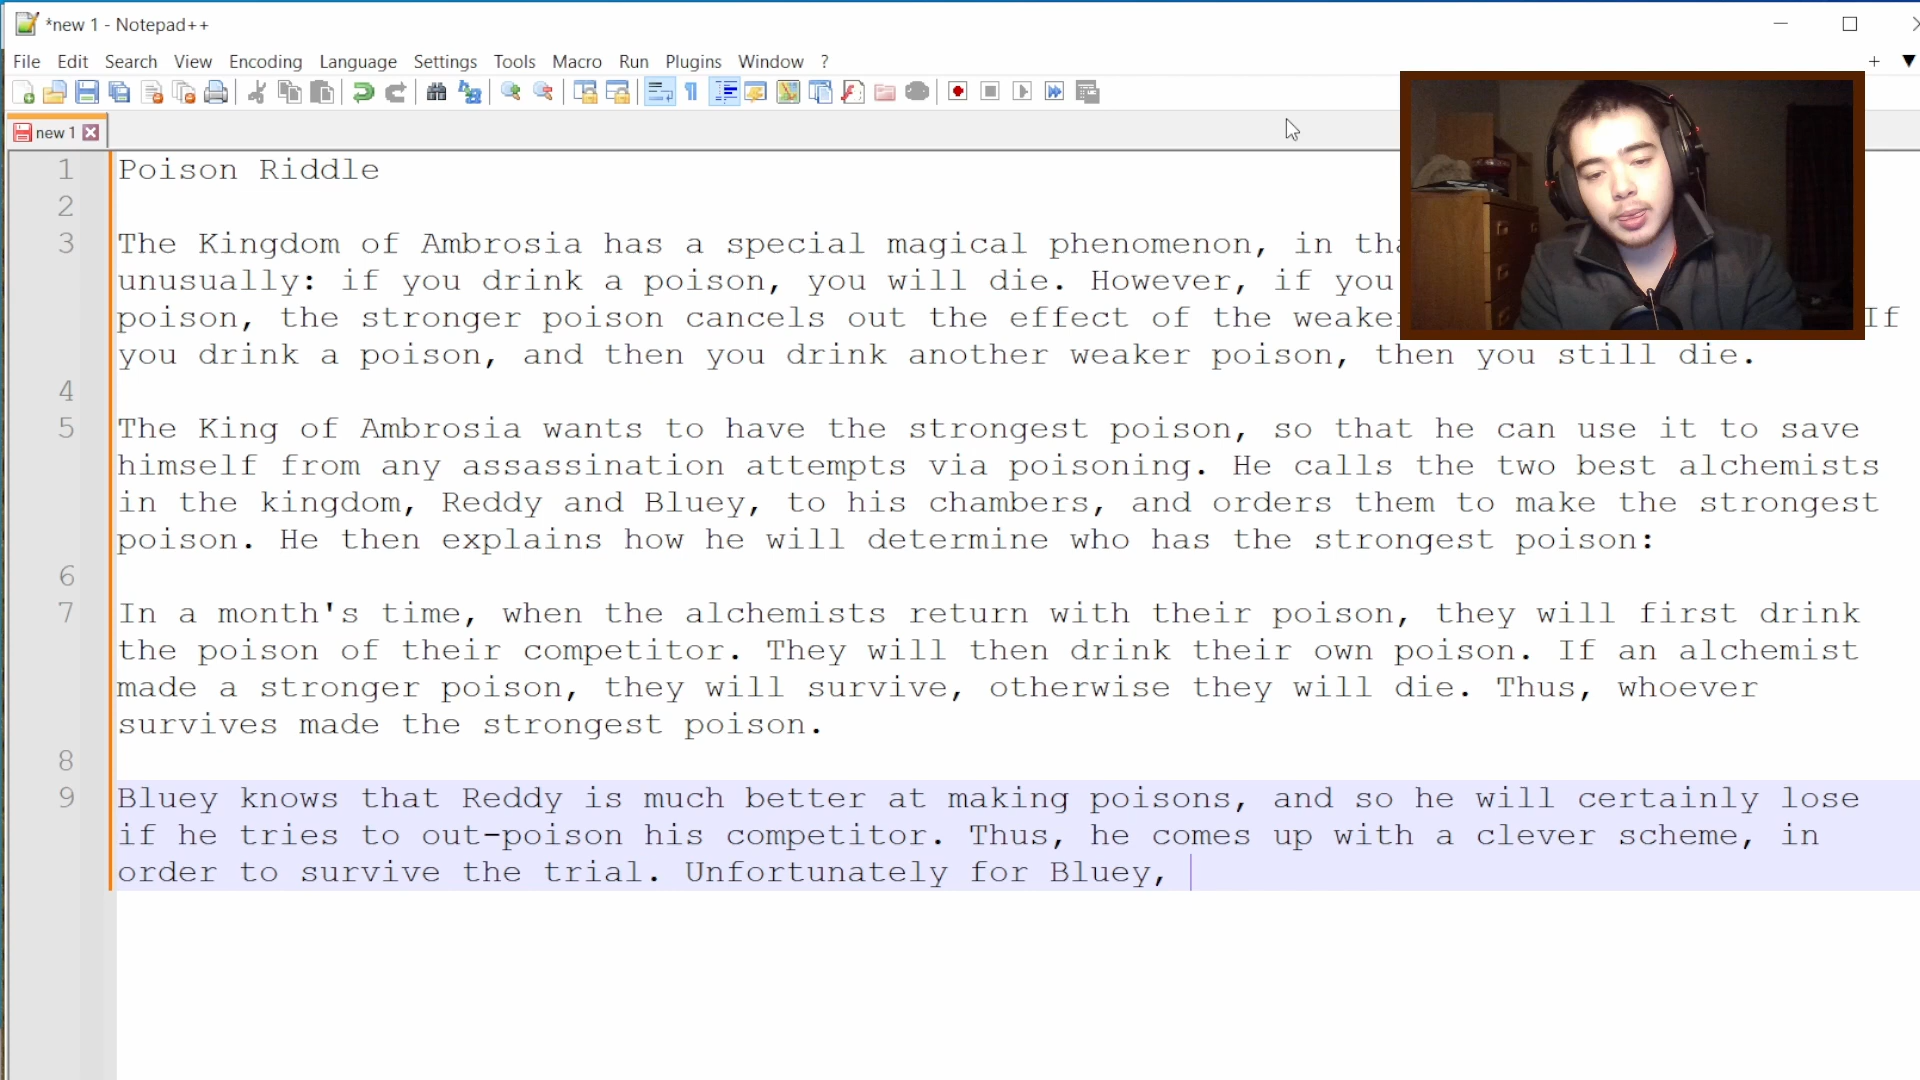 *new 1 - Notepad++
File Edit Search View Encoding Language Settings Tools Macro Run Plugins Window ?
new 1
1 Poison Riddle
2
3 The Kingdom of Ambrosia has a special magical phenomenon, in
unusually: if you drink a poison, you will die. However, if you
poison, the stronger poison cancels out the effect of the If
you drink a poison, and then you drink another weaker poison, then you still die.
4
5 The King of Ambrosia wants to have the strongest poison, so that he can use it to save
himself from any assassination attempts via poisoning. He calls the two best alchemists
in the kingdom, Reddy and Bluey, to his chambers, and orders them to make the strongest
poison. He then explains how he will determine who has the strongest poison:
6
7 In a month's time, when the alchemists return with their poison, they will first drink
the poison of their competitor. They will then drink their own poison. If an alchemist
made a stronger poison, they will survive, otherwise they will die. Thus, whoever
survives made the strongest poison.
8
9 Bluey knows that Reddy is much better at making poisons, and so he will certainly lose
if he tries to out-poison his competitor. Thus, he comes up with a clever scheme, in
order to survive the trial. Unfortunately for Bluey,